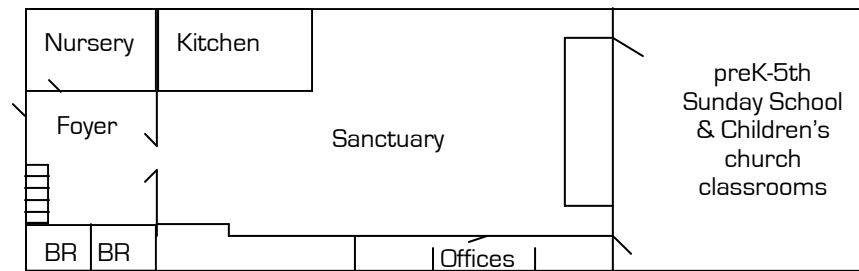 Nursery
Kitchen
preK-5th
Sunday School
& Children's
church
classrooms
Foyer
Sanctuary
BR
BR
Offices